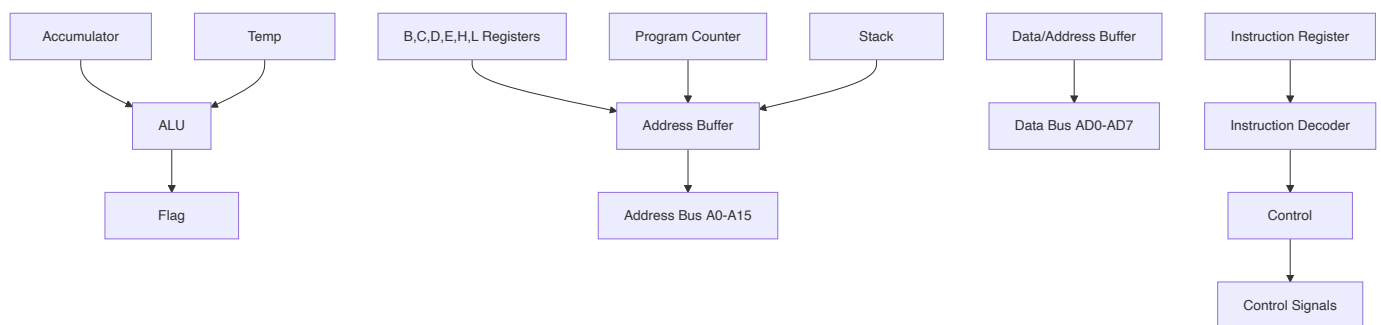 Accumulator
Temp
B,C,D,E,H,L Registers
Program Counter
Stack
Data/Address Buffer
Instruction Register
ALU
Address Buffer
Data Bus AD0-AD7
Instruction Decoder
Flag
Address Bus A0-A15
Control
Control Signals